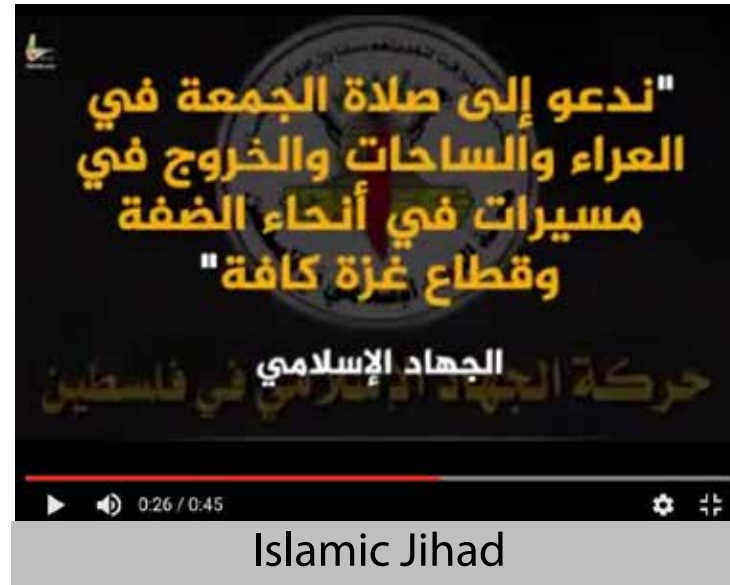 "ندعو إلى صلاة الجمعة في
العراء والساحات والخروج في
مسيرات في أنحاء الضفة
وقطاع غزة كافة"
الجهاد الإسلامي
حركة الجهاد الإسلامي في فلسطين
0:26 / 0:45
Islamic Jihad